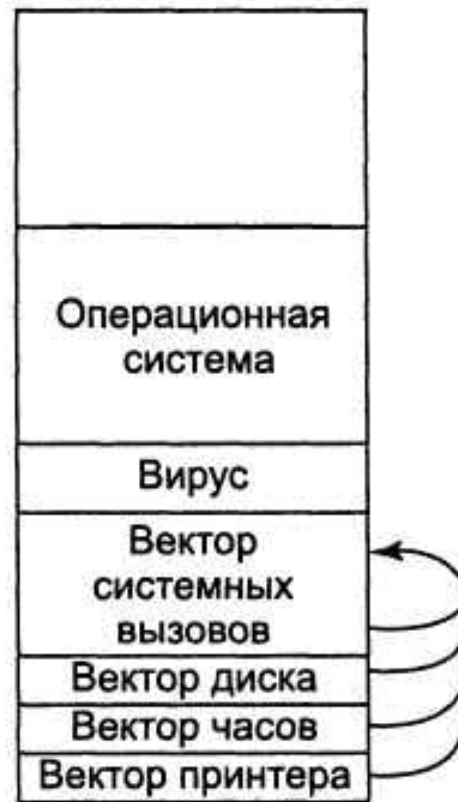 Операционная
система
Вирус
Вектор
системных
вызовов
Вектор диска
Вектор часов
Вектор принтера